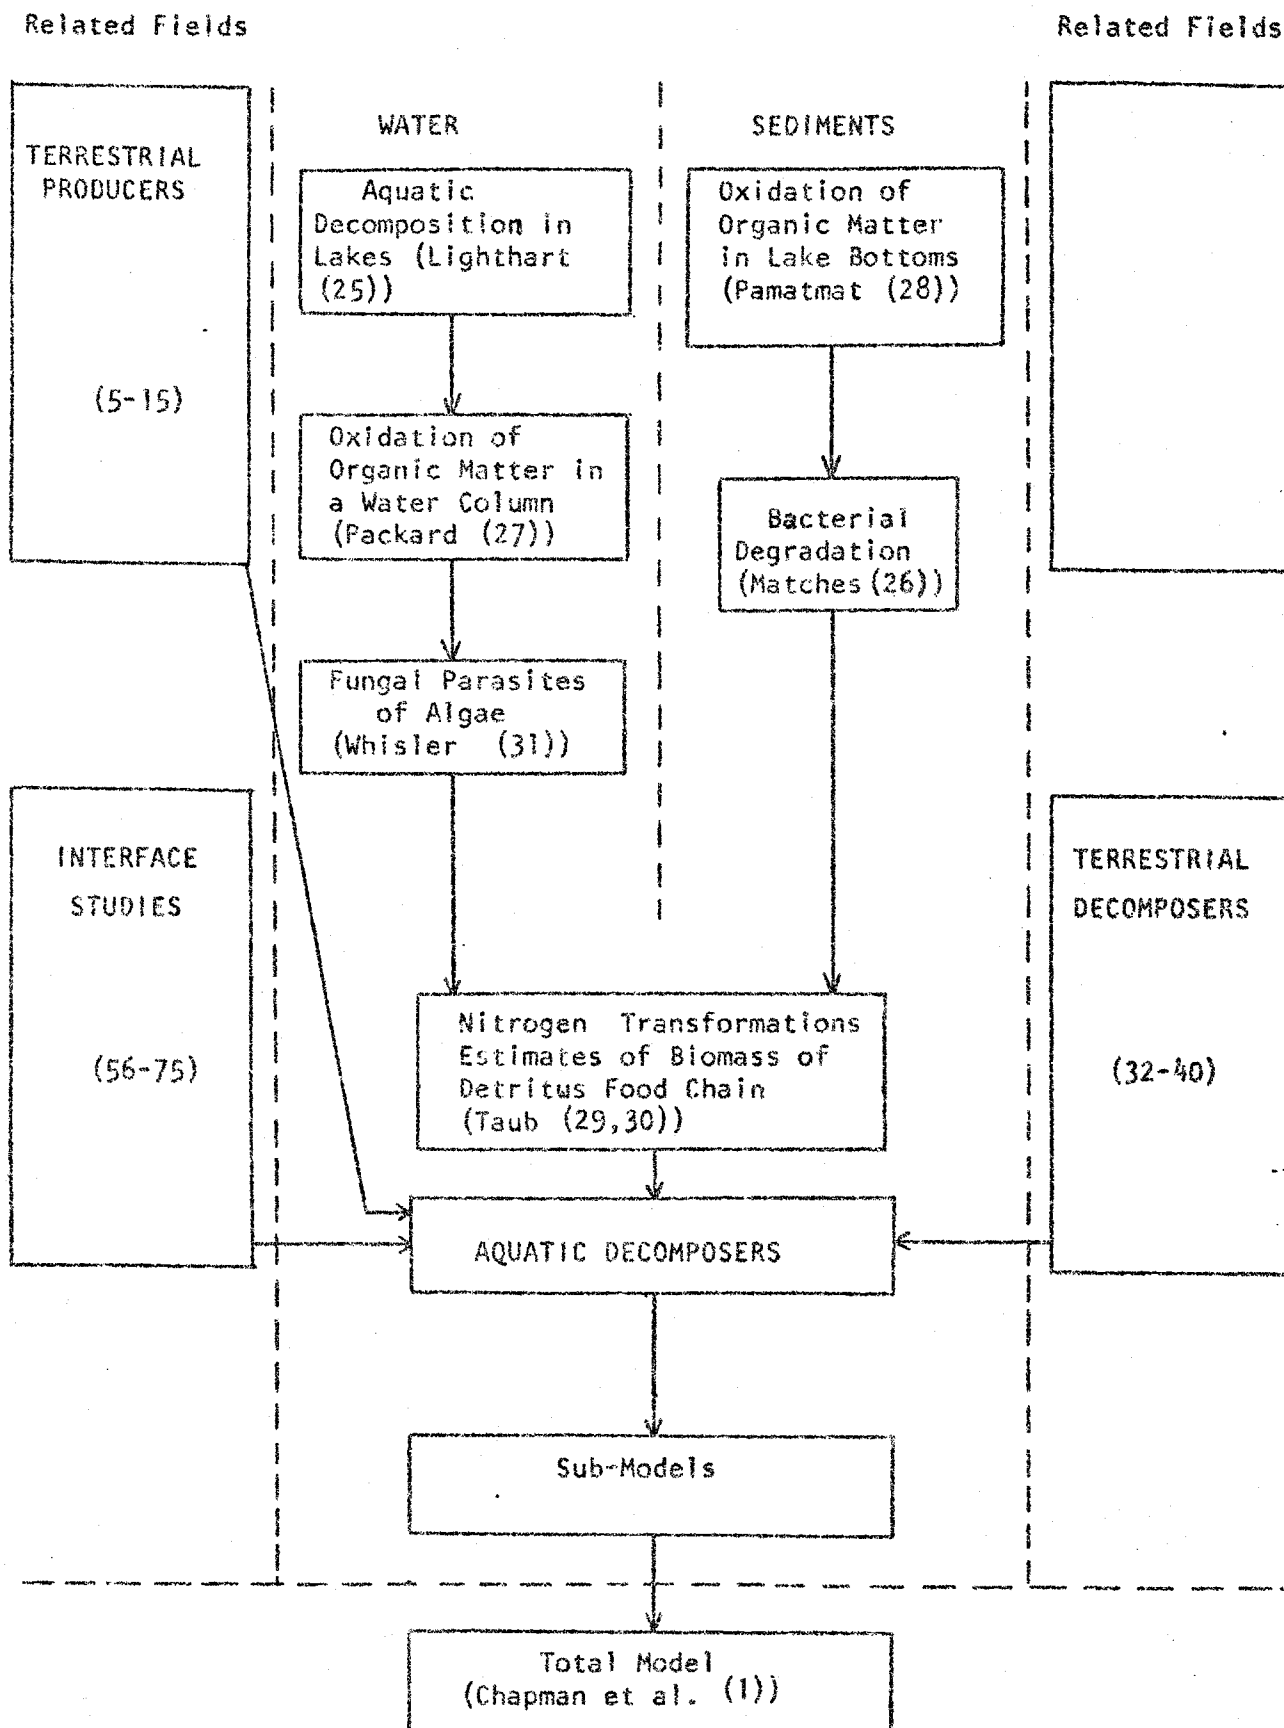 Related Fields
Related Fields
TERRESTRIAL
PRODUCERS
(5-15)
WATER
SEDIMENTS
Aquatic
Decomposition in
Lakes (Lighthart
(25))
Oxidation of
Organic Matter
in Lake Bottoms
(Pamatmat (28))
Oxidation of
Organic Matter in
a Water Column
(Packard (27))
Bacterial
Degradation
(Matches (26))
Fungal Parasites
of Algae
(Whisler (31))
INTERFACE
STUDIES
(56-75)
TERRESTRIAL
DECOMPOSERS
(32-40)
Nitrogen Transformations
Estimates of Biomass of
Detritus Food Chain
(Taub (29,30))
AQUATIC DECOMPOSERS
Sub-Models
Total Model
(Chapman et al. (1))